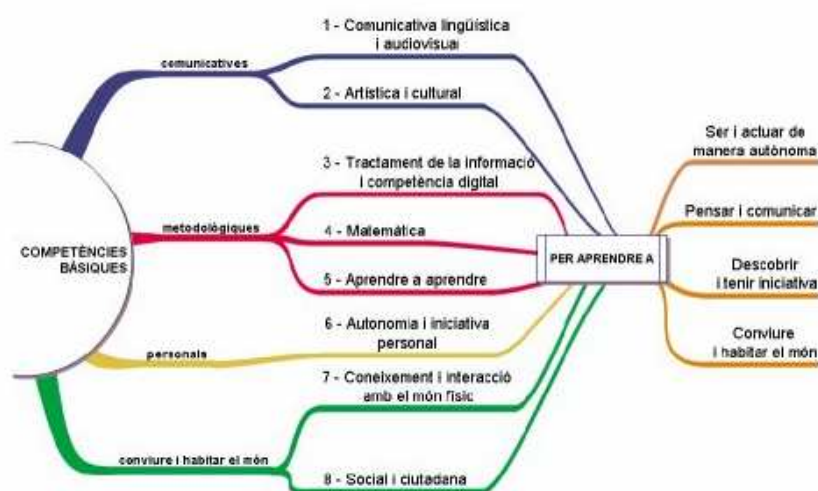 COMPETÈNCIES
BÀSIQUES
comunicatives
1 - Comunicativa lingüística
i audiovisual
2 - Artística i cultural
metodològiques
3 - Tractament de la informació
i competència digital
4 - Matemàtica
5 - Aprendre a aprendre
personals
6 - Autonomia i iniciativa
personal
conviure i habitar el món
7 - Coneixement i interacció
amb el món físic
8 - Social i ciutadana
PER APRENDRE A
Ser i actuar de
manera autònoma
Pensar i comunicar
Descobrir
i tenir iniciativa
Conviure
i habitar el món